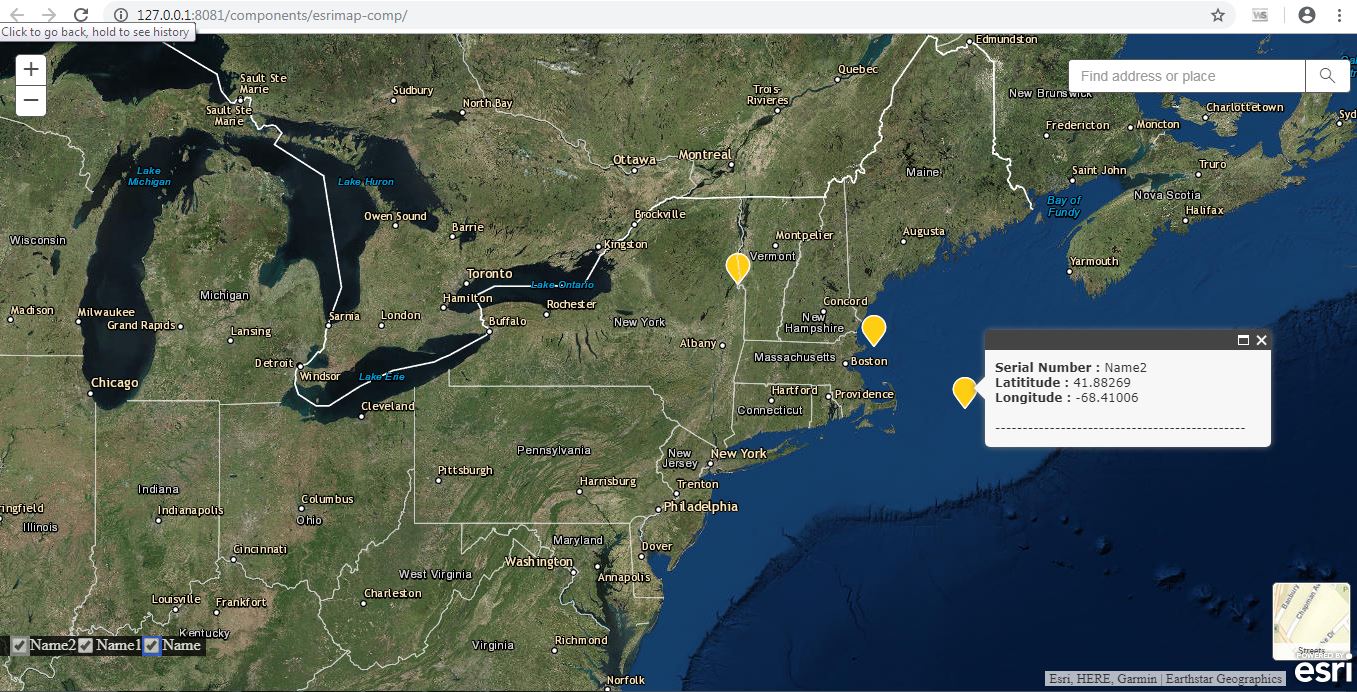 127.0.0.1:8081/components/esrimap-comp/
Click to go back, hold to see history
+
−
Find address or place
Edmundston
Quebec
Sault Ste
Marie
Sudbury
Trois-
Rivieres
North Bay
New Brunswick
Charlottetown
Sault Ste
Marie
Fredericton
Moncton
Ottawa
Montreal
Lake
Michigan
Lake Huron
Maine
Saint John
Truro
Nova Scotia
Bay of
Fundy
Halifax
Owen Sound
Brockville
Barrie
Wisconsin
Kingston
Montpelier
Augusta
Vermont
Yarmouth
Toronto
Lake Ontario
Michigan
Hamilton
Rochester
Concord
Madison
Milwaukee
Grand Rapids
Sarnia
London
Buffalo
New York
New
Hampshire
Lansing
Albany
Massachusetts
Boston
Detroit
Windsor
Lake Erie
Chicago
Hartford
Providence
Connecticut
Cleveland
Serial Number : Name2
Latititude : 41.88269
Longitude : -68.41006
----------------------------------------------
Pennsylvania
New
Jersey
New York
Pittsburgh
Harrisburg
Trenton
Indiana
Columbus
Ohio
Philadelphia
ringfield
Indianapolis
Illinois
Maryland
Dover
Cincinnati
Washington
West Virginia
Annapolis
Louisville
Frankfort
Charleston
Kentucky
Name2 Name1 Name
Virginia
Richmond
Norfolk
Streets
POWERED BY
esri
Esri, HERE, Garmin | Earthstar Geographics